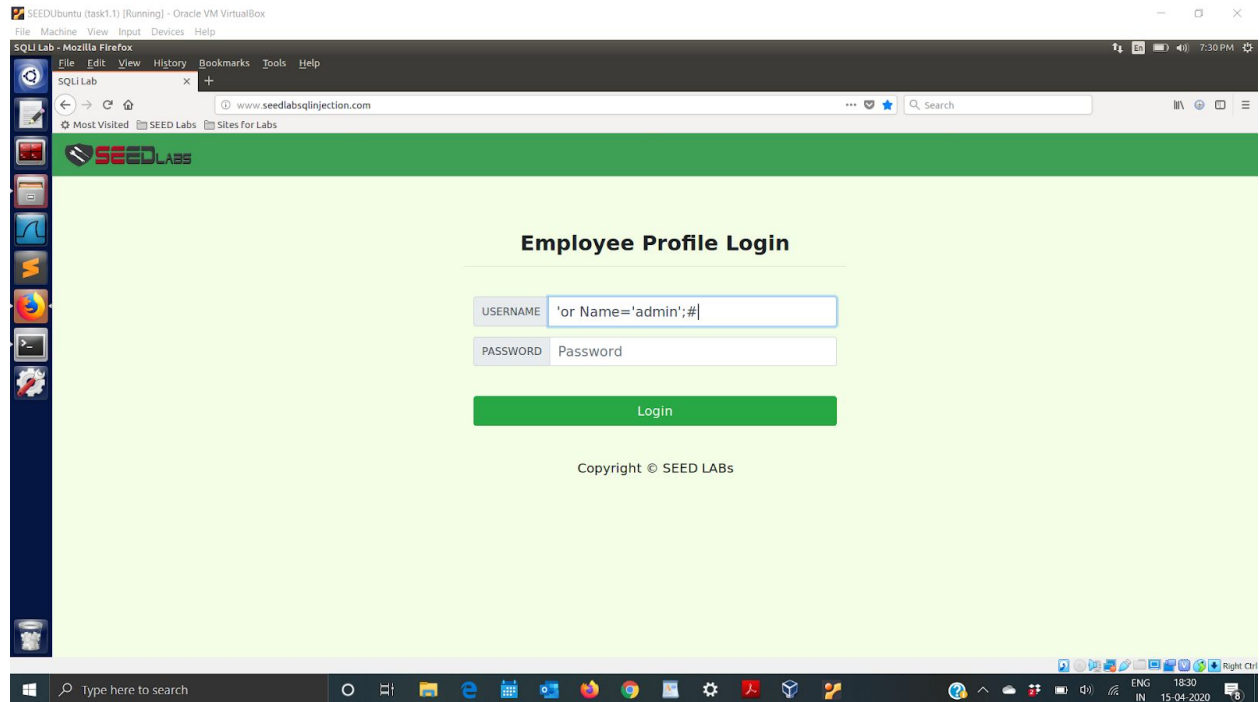 SEEDUbuntu (task1.1) [Running] - Oracle VM VirtualBox
File Machine View Input Devices Help
SQLi Lab - Mozilla Firefox
En
7:30 PM
File Edit View History Bookmarks Tools Help
SQLi Lab
www.seedlabsqlinjection.com
Search
Most Visited SEED Labs Sites for Labs
SEEDLABS
Employee Profile Login
USERNAME 'or Name='admin';#
PASSWORD Password
Login
Copyright © SEED LABs
Right Ctrl
Type here to search
ENG
IN
18:30
15-04-2020
8